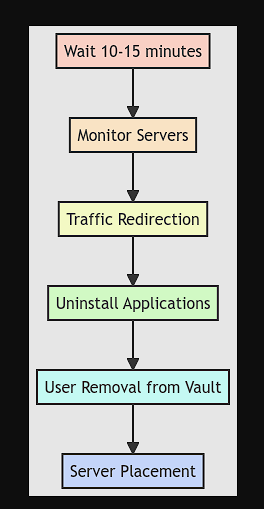 Wait 10-15 minutes
Monitor Servers
Traffic Redirection
Uninstall Applications
User Removal from Vault
Server Placement